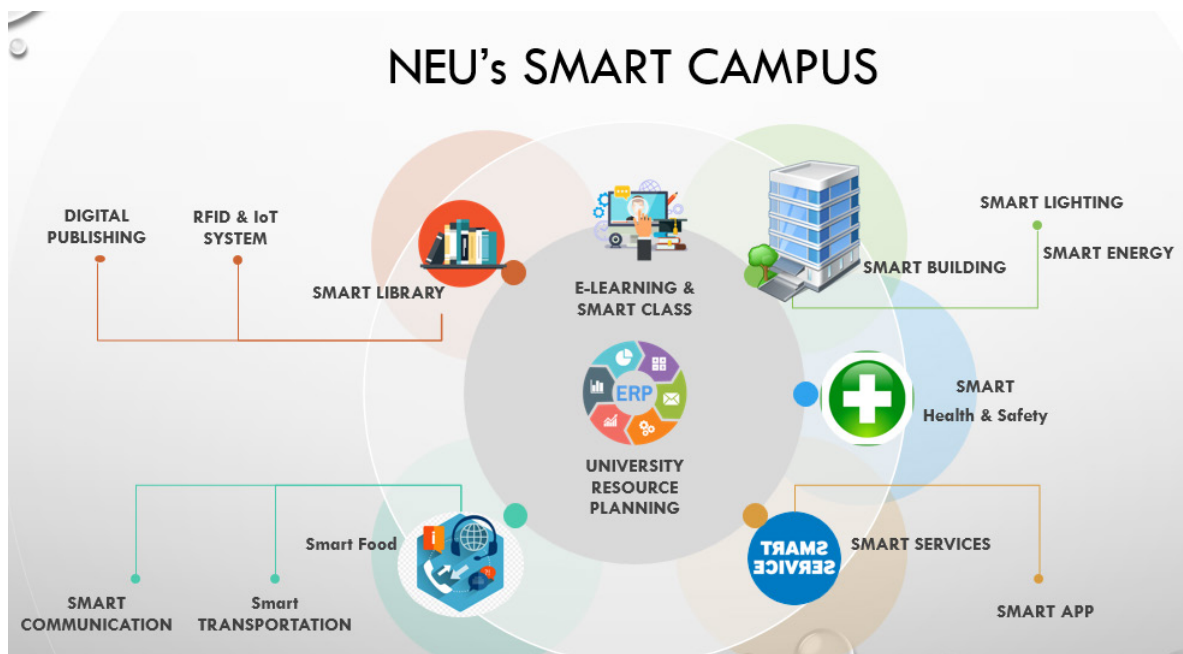 NEU's SMART CAMPUS
DIGITAL
PUBLISHING
RFID & IoT
SYSTEM
SMART LIBRARY
E-LEARNING &
SMART CLASS
SMART BUILDING
SMART LIGHTING
SMART ENERGY
ERP
UNIVERSITY
RESOURCE
PLANNING
SMART
Health & Safety
Smart Food
i
SMART
COMMUNICATION
Smart
TRANSPORTATION
SMART
SERVICE
SMART SERVICES
SMART APP